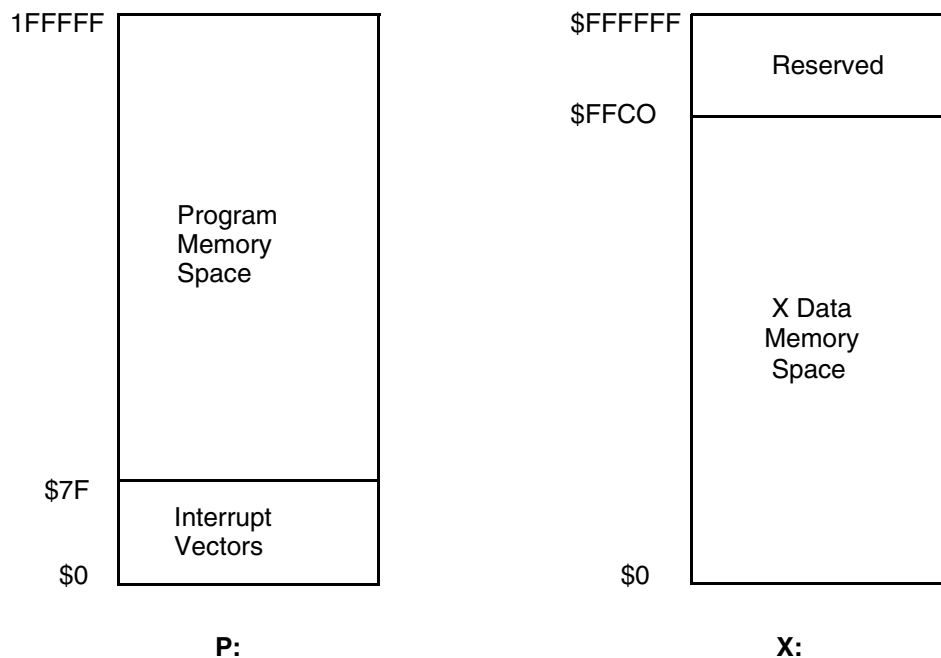 1FFFFF
Program
Memory
Space
$7F
Interrupt
Vectors
$0
P:
$FFFFFF
Reserved
$FFCO
X Data
Memory
Space
$0
X: